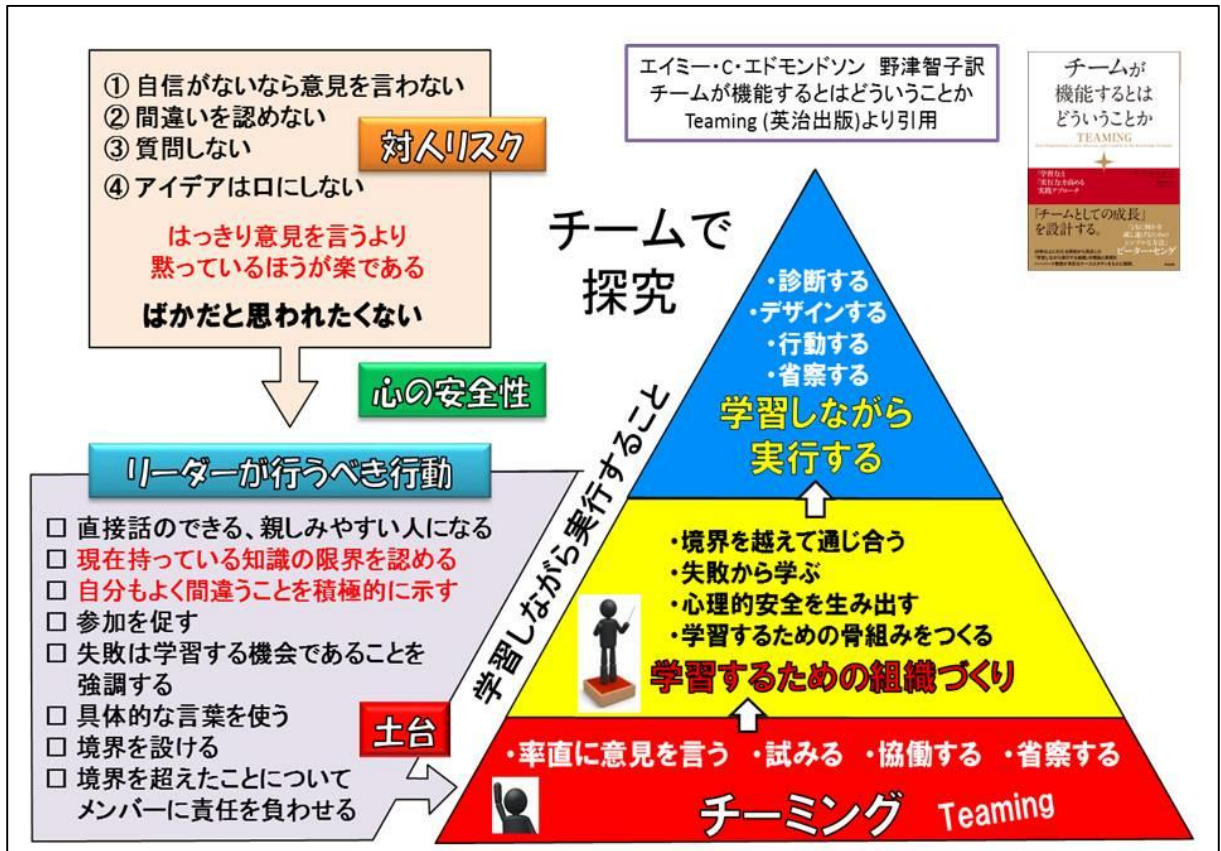 ① 自信がないなら意見を言わない
② 間違いを認めない
③ 質問しない
④ アイデアは口にしない
対人リスク
はっきり意見を言うより
黙っているほうが楽である
ばかだと思われたくない
心の安全性
リーダーが行うべき行動
□ 直接話のできる、親しみやすい人になる
□ 現在持っている知識の限界を認める
□ 自分もよく間違うことを積極的に示す
□ 参加を促す
□ 失敗は学習する機会であることを
強調する
□ 具体的な言葉を使う
□ 境界を設ける
□ 境界を超えたことについて
メンバーに責任を負わせる
土台
エイミー・C・エドモンドソン 野津智子訳
チームが機能するとはどういうことか
Teaming (英治出版)より引用
チームが
機能するとは
どういうことか
TEAMING
「学習力」と
「実行力」を高める
実践アプローチ
「チームとしての成長」
を設計する。
ピーター・センゲ
チームで
探究
学習しながら実行すること
・診断する
・デザインする
・行動する
・省察する
学習しながら
実行する
・境界を越えて通じ合う
・失敗から学ぶ
・心理的安全を生み出す
・学習するための骨組みをつくる
学習するための組織づくり
・率直に意見を言う ・試みる ・協働する ・省察する
チーミング Teaming